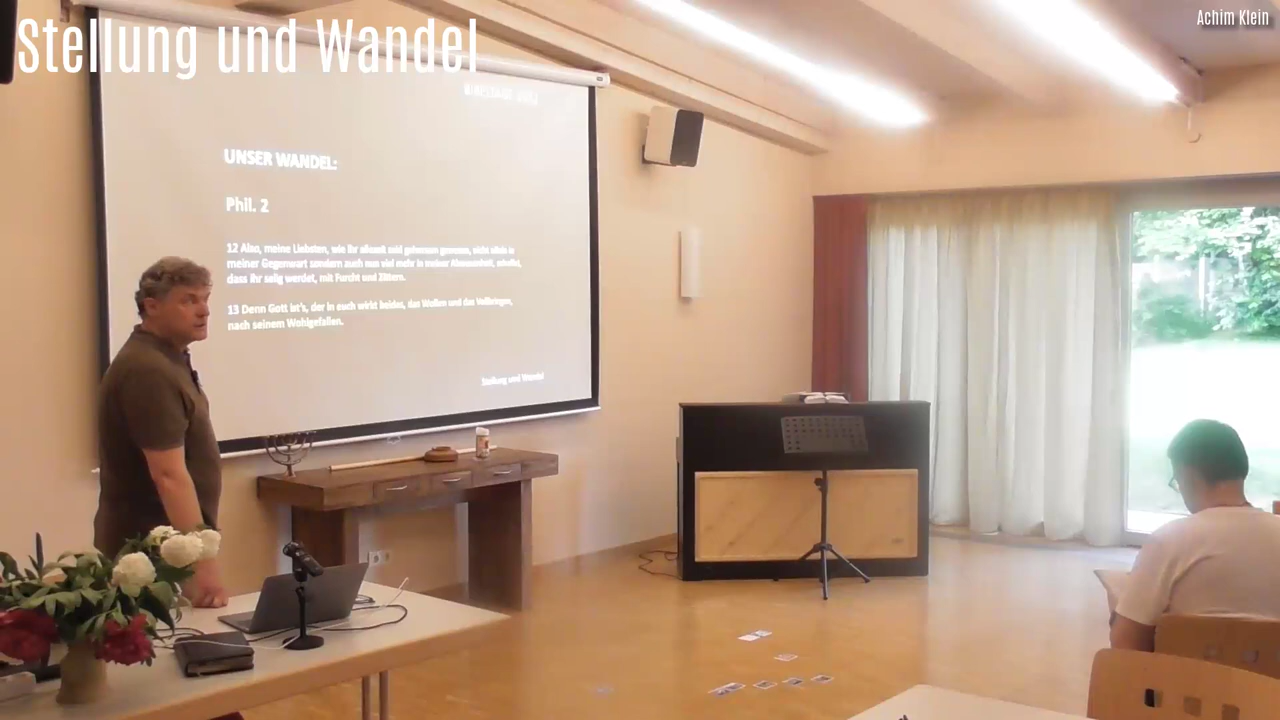 Stellung und Wandel
Achim Klein
UNSER WANDEL:
Phil. 2
12 Also, meine Liebsten, wie ihr allezeit seid gehorsam gewesen, nicht allein in
meiner Gegenwart sondern auch nun viel mehr in meiner Abwesenheit, schaffet,
dass ihr selig werdet, mit Furcht und Zittern.
13 Denn Gott ist's, der in euch wirkt beides, das Wollen und das Vollbringen,
nach seinem Wohlgefallen.
Stellung und Wandel